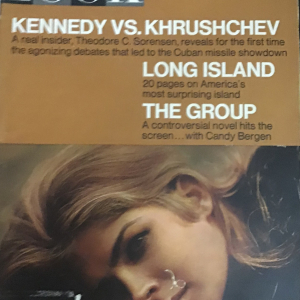 LOOK
KENNEDY VS. KHRUSHCHEV
A real insider, Theodore C. Sorensen, reveals for the first time
the agonizing debates that led to the Cuban missile showdown
LONG ISLAND
20 pages on America's
most surprising island
THE GROUP
A controversial novel hits the
screen...with Candy Bergen